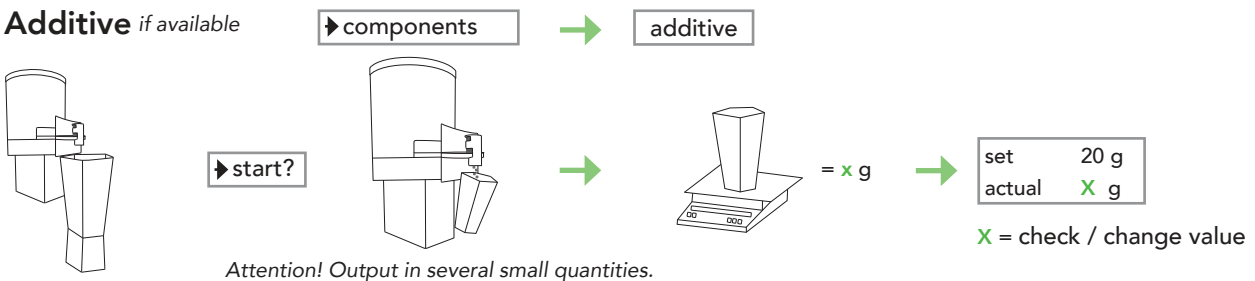 Additive if available
components
additive
start?
= x g
set 20 g
actual X g
X = check / change value
Attention! Output in several small quantities.